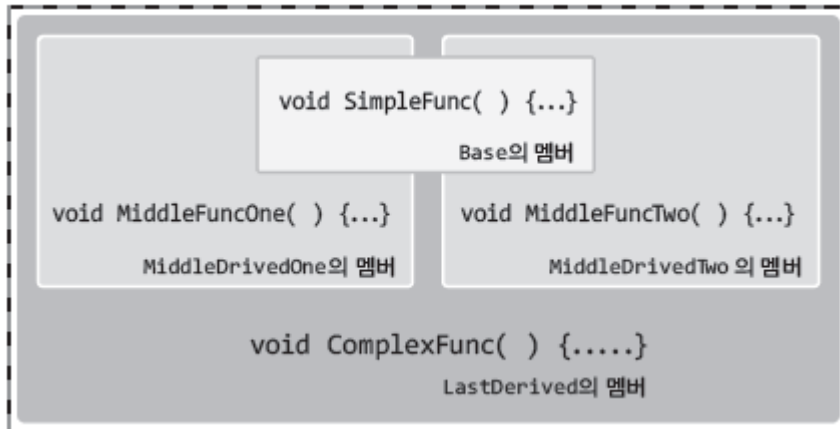 void SimpleFunc( ) {...}
Base의 멤버
void MiddleFuncOne( ) {...}
MiddleDrivedOne의 멤버
void MiddleFuncTwo( ) {...}
MiddleDrivedTwo 의 멤버
void ComplexFunc( ) {.....}
LastDerived의 멤버